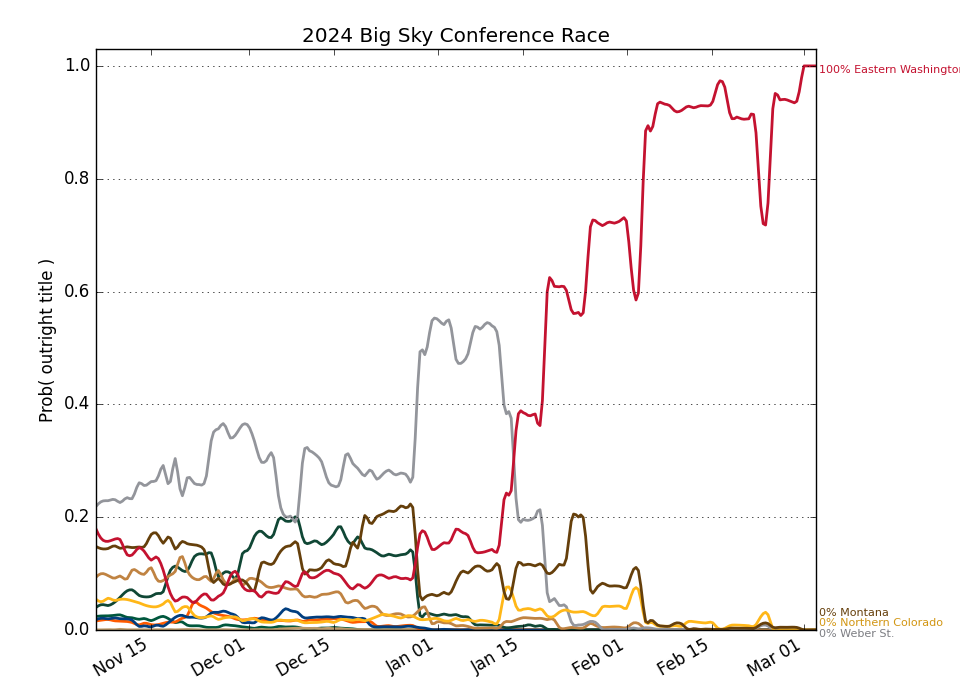 2024 Big Sky Conference Race
1.0
0.8
0.6
0.4
0.2
0.0
Prob( outright title )
Nov 15
Dec 01
Dec 15
Jan 01
Jan 15
Feb 01
Feb 15
Mar 01
100% Eastern Washington
0% Montana
0% Northern Colorado
0% Weber St.